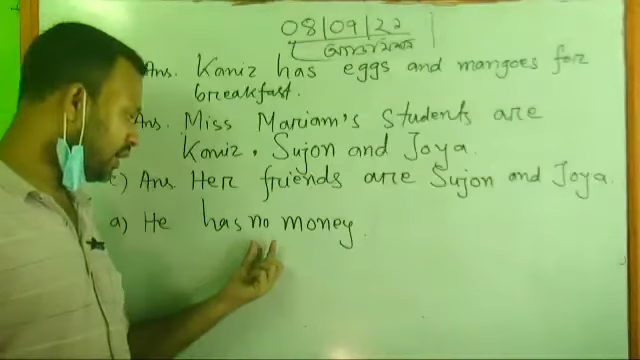 08/09/22
Ans. Kaniz has eggs and mangoes for
breakfast.
Ans. Miss Mariam's students are
Kaniz, Sujon and Joya.
c) Ans Her friends are Sujon and Joya.
a) He has no money.